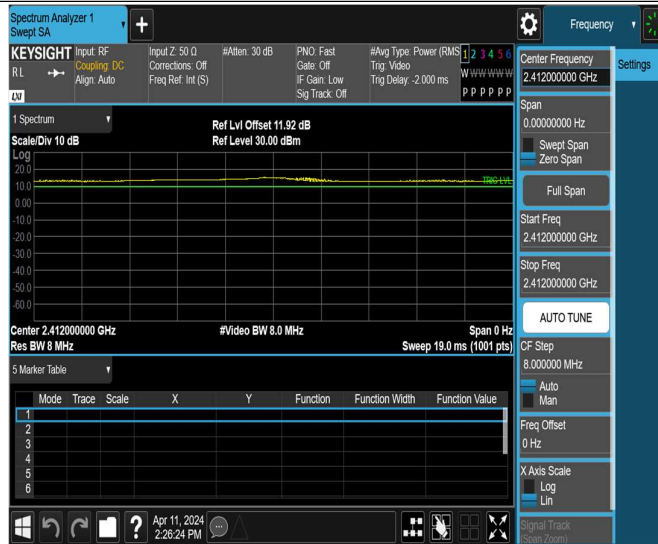 Spectrum Analyzer 1
Swept SA
Frequency
KEYSIGHT
RL
LXI
Input: RF
Coupling: DC
Align: Auto
Input Z: 50 Ω
Corrections: Off
Freq Ref: Int (S)
#Atten: 30 dB
PNO: Fast
Gate: Off
IF Gain: Low
Sig Track: Off
#Avg Type: Power (RMS
Trig: Video
Trig Delay: -2.000 ms
1 2 3 4 5 6
W W W W W W
P P P P P P
1 Spectrum
Scale/Div 10 dB
Ref Lvl Offset 11.92 dB
Ref Level 30.00 dBm
Log
20.0
10.0
0.00
-10.0
-20.0
-30.0
-40.0
-50.0
-60.0
TRIG LVL
Center 2.412000000 GHz
#Video BW 8.0 MHz
Span 0 Hz
Res BW 8 MHz
Sweep 19.0 ms (1001 pts)
5 Marker Table
Mode Trace Scale X Y Function Function Width Function Value
1
2
3
4
5
6
Apr 11, 2024
2:26:24 PM
Center Frequency
2.412000000 GHz
Settings
Span
0.00000000 Hz
Swept Span
Zero Span
Full Span
Start Freq
2.412000000 GHz
Stop Freq
2.412000000 GHz
AUTO TUNE
CF Step
8.000000 MHz
Auto
Man
Freq Offset
0 Hz
X Axis Scale
Log
Lin
Signal Track
(Span Zoom)